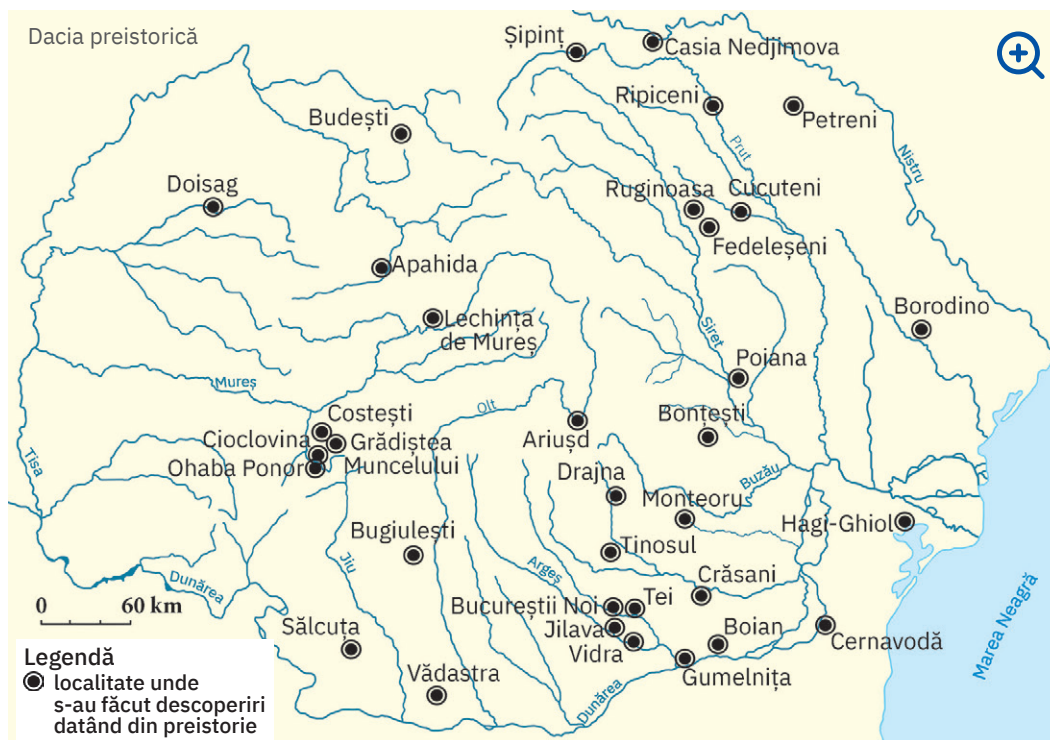 Dacia preistorică
Șipinț
Casia Nedjimova
Ripiceni
Petreni
Budești
Prut
Nistru
Doisag
Ruginoasa
Cucuteni
Fedeleșeni
Apahida
Borodino
Lechința
de Mureș
Siret
Poiana
Mureș
Olt
Costești
Bontești
Cioclovina
Grădiștea
Muncelului
Ariușd
Tisa
Ohaba Ponor
Drajna
Buzău
Monteoru
Hagi-Ghiol
Bugiulești
Tinosul
Jiu
Argeș
Dunărea
Crăsani
0 60 km
Bucureștii Noi
Tei
Sălcuța
Jilava
Boian
Cernavodă
Vidra
Marea Neagră
Gumelnița
Vădastra
Dunărea
Legendă
localitate unde
s-au făcut descoperiri
datând din preistorie